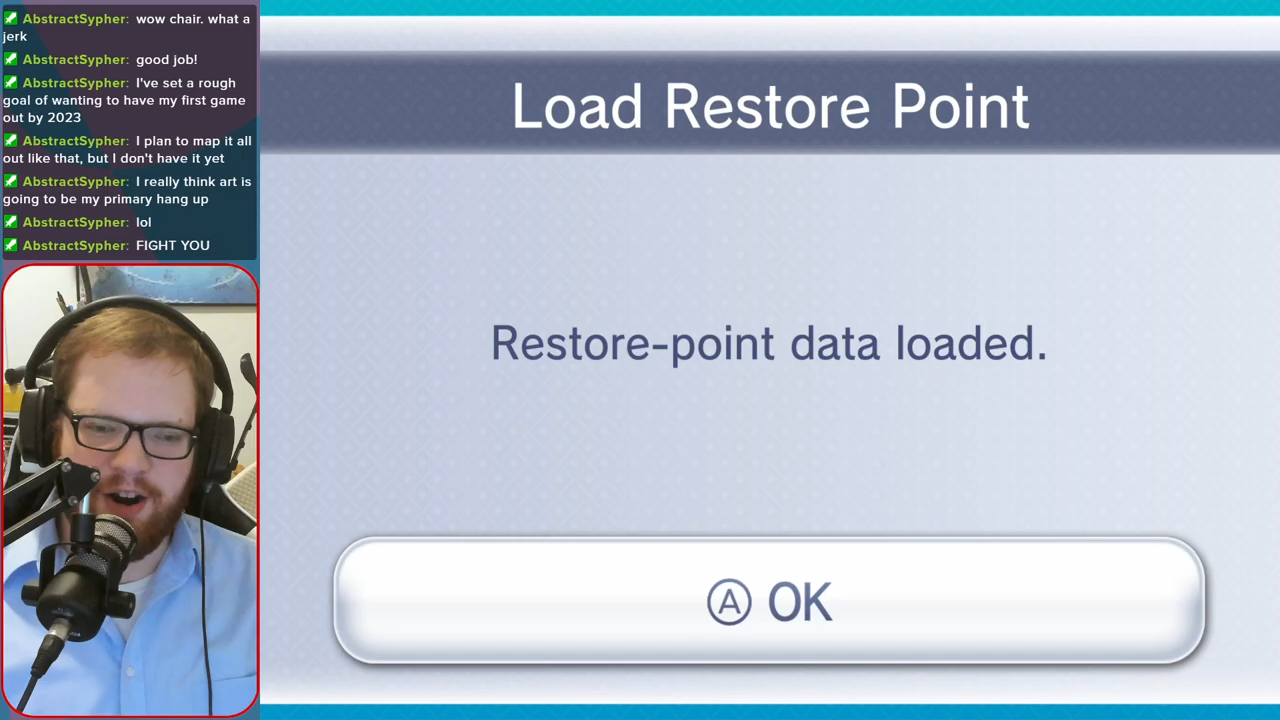 AbstractSypher: wow chair. what a
jerk
AbstractSypher: good job!
AbstractSypher: I've set a rough
goal of wanting to have my first game
out by 2023
AbstractSypher: I plan to map it all
out like that, but I don't have it yet
AbstractSypher: I really think art is
going to be my primary hang up
AbstractSypher: lol
AbstractSypher: FIGHT YOU
Load Restore Point
Restore-point data loaded.
A OK